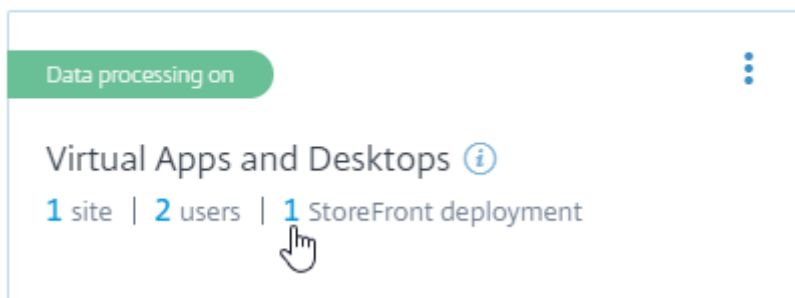 Data processing on
Virtual Apps and Desktops i
1 site | 2 users | 1 StoreFront deployment